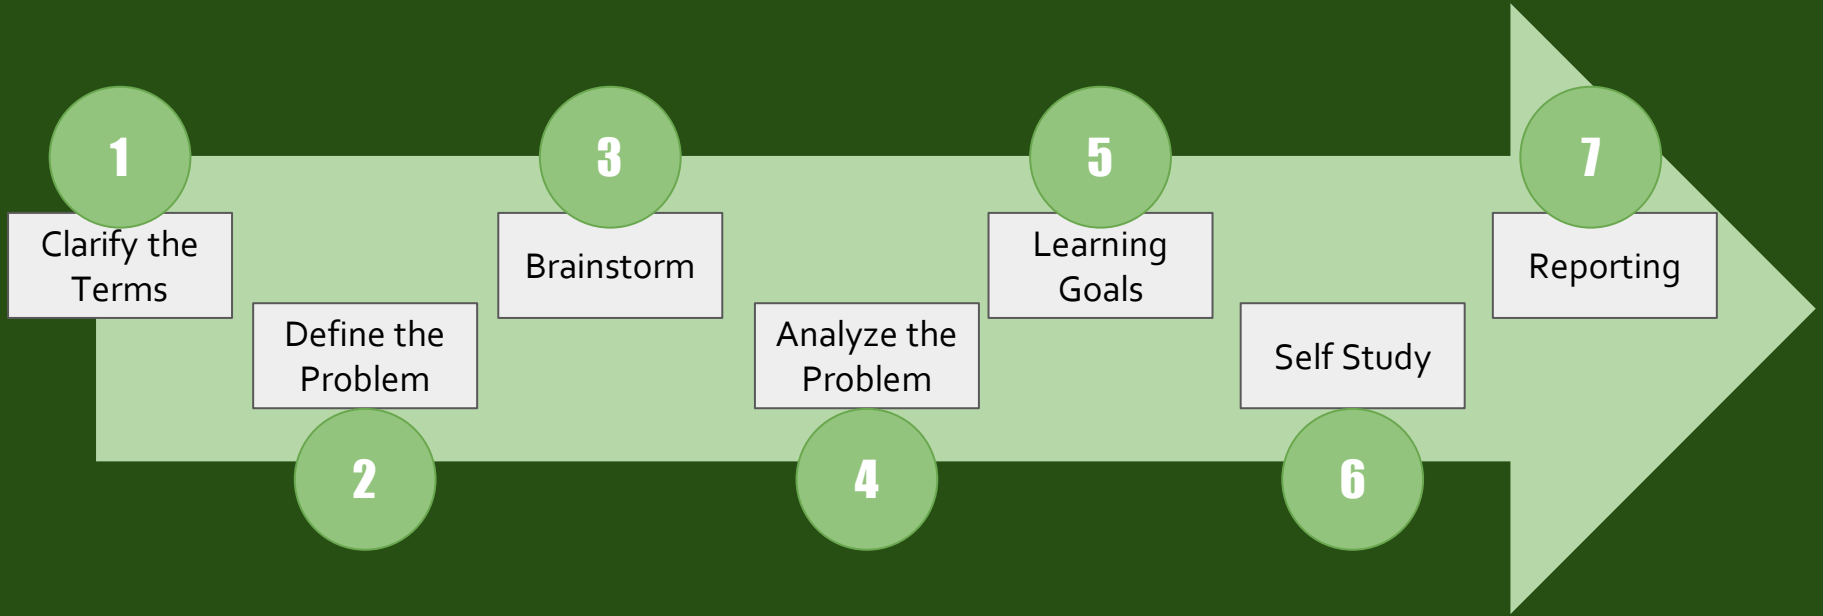 1
Clarify the
Terms
2
Define the
Problem
3
Brainstorm
4
Analyze the
Problem
5
Learning
Goals
6
Self Study
7
Reporting